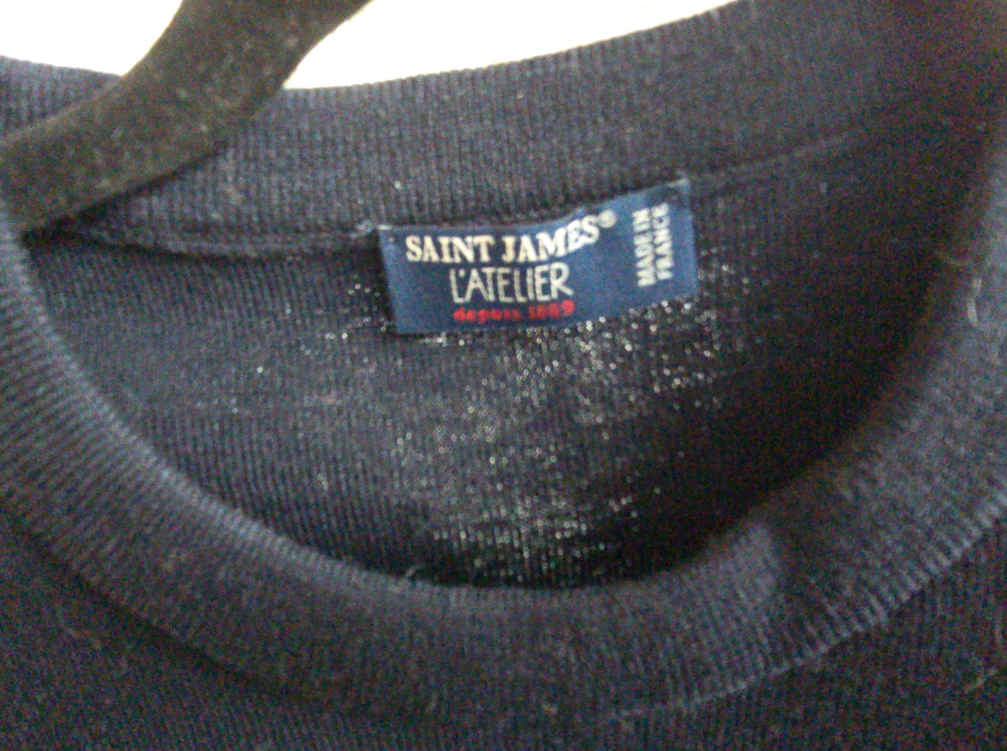 SAINT JAMES®
L'ATELIER
depuis 1889
MADE IN
FRANCE